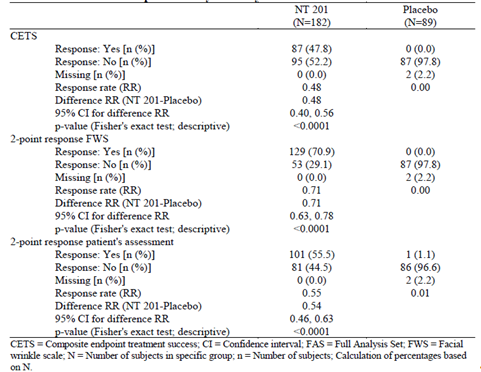 NT 201 Placebo
(N=182) (N=89)
CETS
Response: Yes [n (%)] 87 (47.8) 0 (0.0)
Response: No [n (%)] 95 (52.2) 87 (97.8)
Missing [n (%)] 0 (0.0) 2 (2.2)
Response rate (RR) 0.48 0.00
Difference RR (NT 201-Placebo) 0.48
95% CI for difference RR 0.40, 0.56
p-value (Fisher's exact test; descriptive) <0.0001
2-point response FWS
Response: Yes [n (%)] 129 (70.9) 0 (0.0)
Response: No [n (%)] 53 (29.1) 87 (97.8)
Missing [n (%)] 0 (0.0) 2 (2.2)
Response rate (RR) 0.71 0.00
Difference RR (NT 201-Placebo) 0.71
95% CI for difference RR 0.63, 0.78
p-value (Fisher's exact test; descriptive) <0.0001
2-point response patient's assessment
Response: Yes [n (%)] 101 (55.5) 1 (1.1)
Response: No [n (%)] 81 (44.5) 86 (96.6)
Missing [n (%)] 0 (0.0) 2 (2.2)
Response rate (RR) 0.55 0.01
Difference RR (NT 201-Placebo) 0.54
95% CI for difference RR 0.46, 0.63
p-value (Fisher's exact test; descriptive) <0.0001
CETS = Composite endpoint treatment success; CI = Confidence interval; FAS = Full Analysis Set; FWS = Facial
wrinkle scale; N = Number of subjects in specific group; n = Number of subjects; Calculation of percentages based
on N.